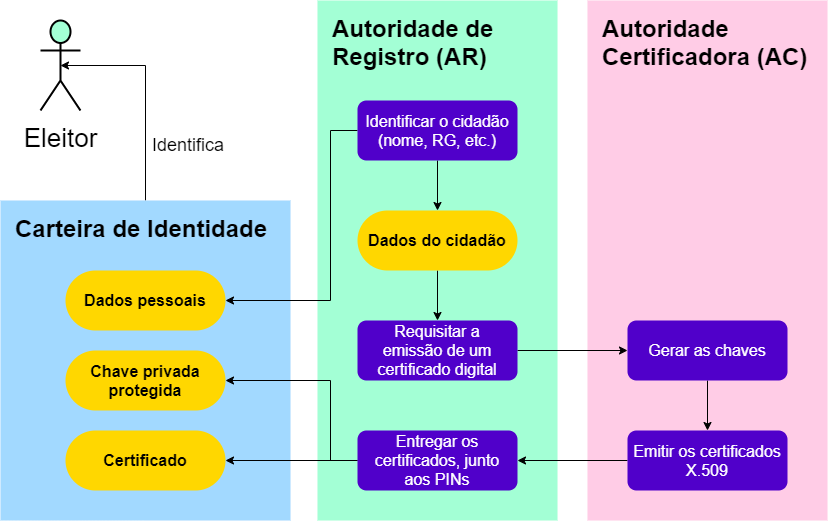 Eleitor
Identifica
Carteira de Identidade
Dados pessoais
Chave privada
protegida
Certificado
Autoridade de
Registro (AR)
Identificar o cidadão
(nome, RG, etc.)
Dados do cidadão
Requisitar a
emissão de um
certificado digital
Entregar os
certificados, junto
aos PINs
Autoridade
Certificadora (AC)
Gerar as chaves
Emitir os certificados
X.509